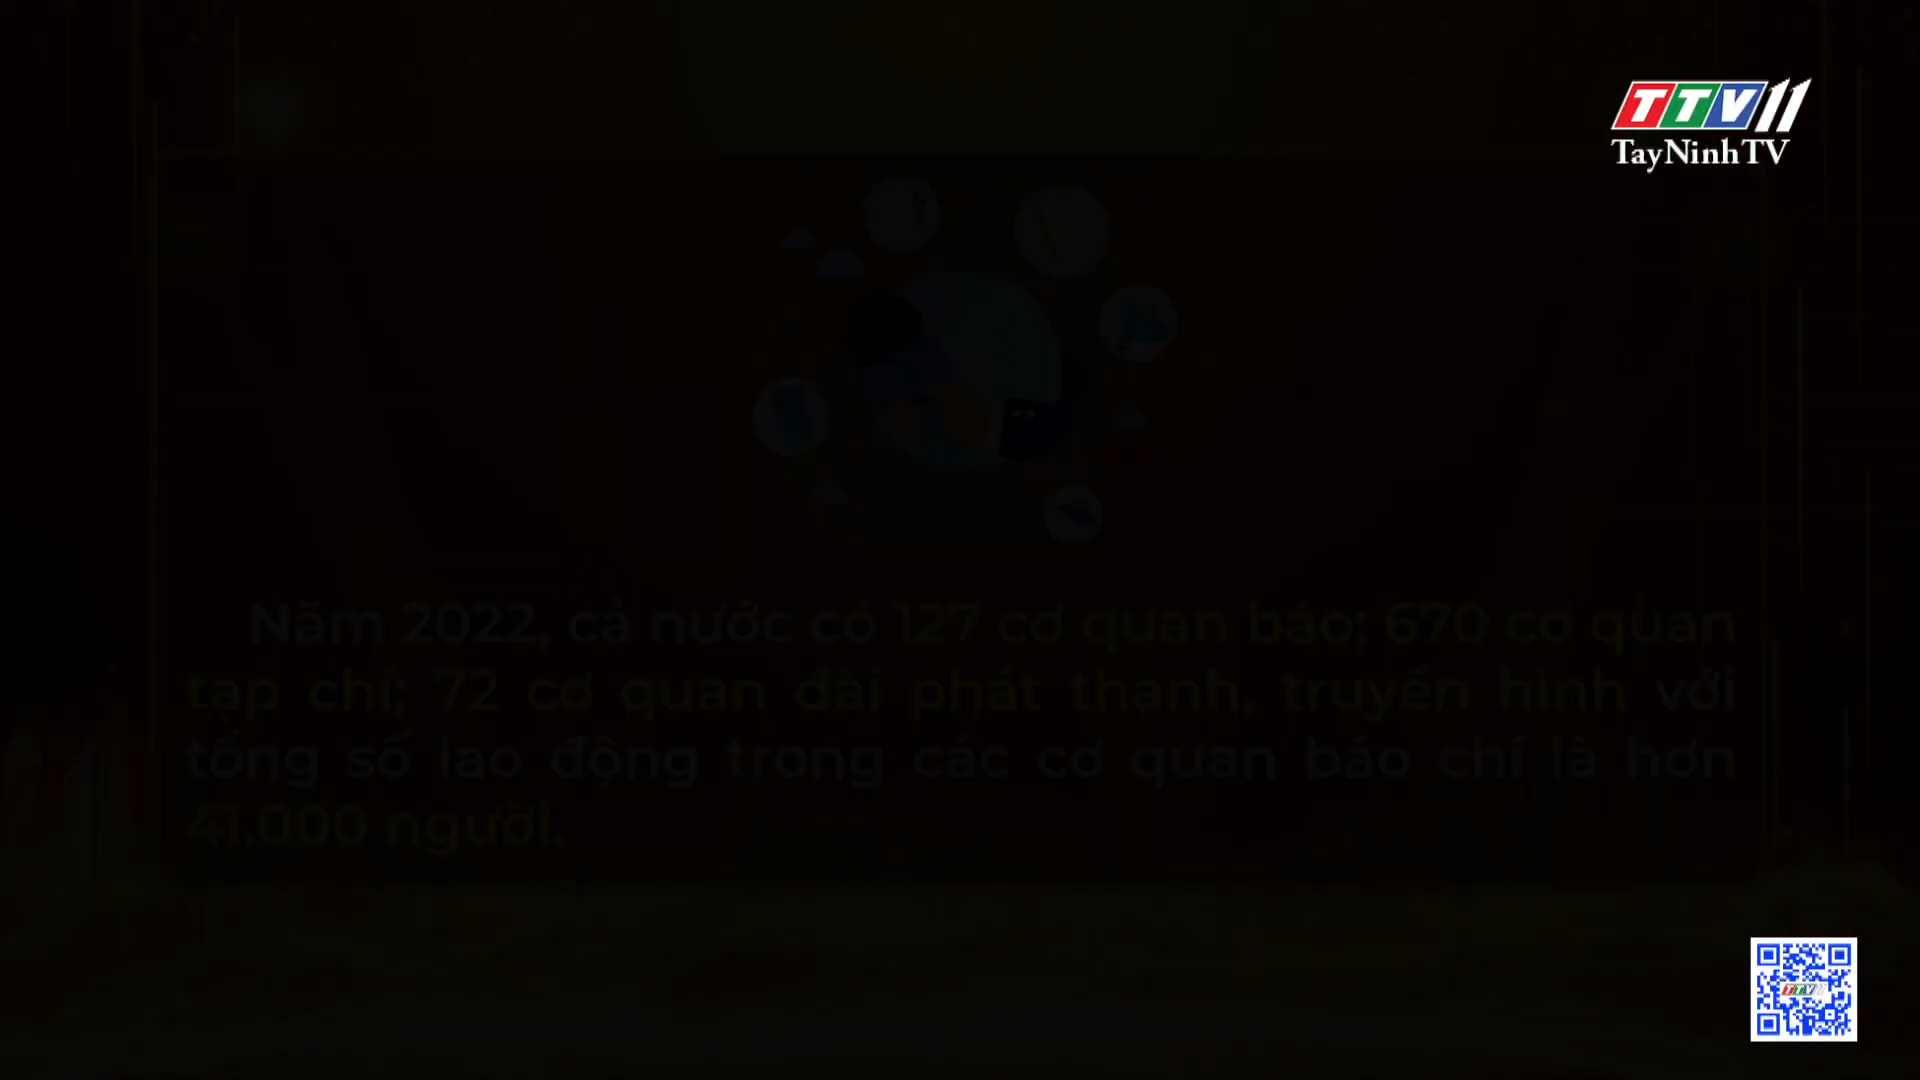 TTV11
TayNinhTV
Năm 2022, cả nước có 127 cơ quan báo; 670 cơ quan
tạp chí; 72 cơ quan đài phát thanh, truyền hình với
tổng số lao động trong các cơ quan báo chí là hơn
41.000 người.
TTV11